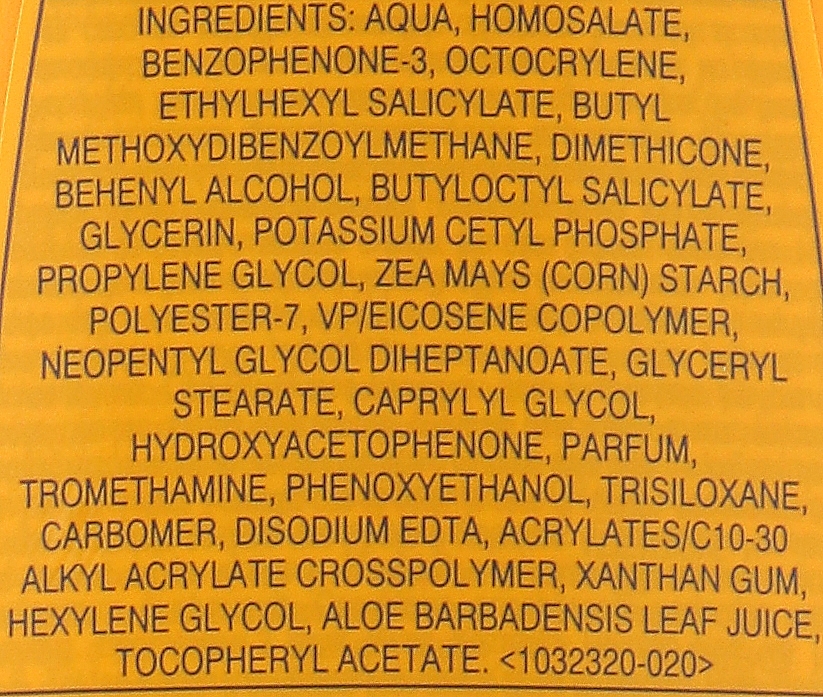 INGREDIENTS: AQUA, HOMOSALATE,
BENZOPHENONE-3, OCTOCRYLENE,
ETHYLHEXYL SALICYLATE, BUTYL
METHOXYDIBENZOYLMETHANE, DIMETHICONE,
BEHENYL ALCOHOL, BUTYLOCTYL SALICYLATE,
GLYCERIN, POTASSIUM CETYL PHOSPHATE,
PROPYLENE GLYCOL, ZEA MAYS (CORN) STARCH,
POLYESTER-7, VP/EICOSENE COPOLYMER,
NEOPENTYL GLYCOL DIHEPTANOATE, GLYCERYL
STEARATE, CAPRYLYL GLYCOL,
HYDROXYACETOPHENONE, PARFUM,
TROMETHAMINE, PHENOXYETHANOL, TRISILOXANE,
CARBOMER, DISODIUM EDTA, ACRYLATES/C10-30
ALKYL ACRYLATE CROSSPOLYMER, XANTHAN GUM,
HEXYLENE GLYCOL, ALOE BARBADENSIS LEAF JUICE,
TOCOPHERYL ACETATE. <1032320-020>